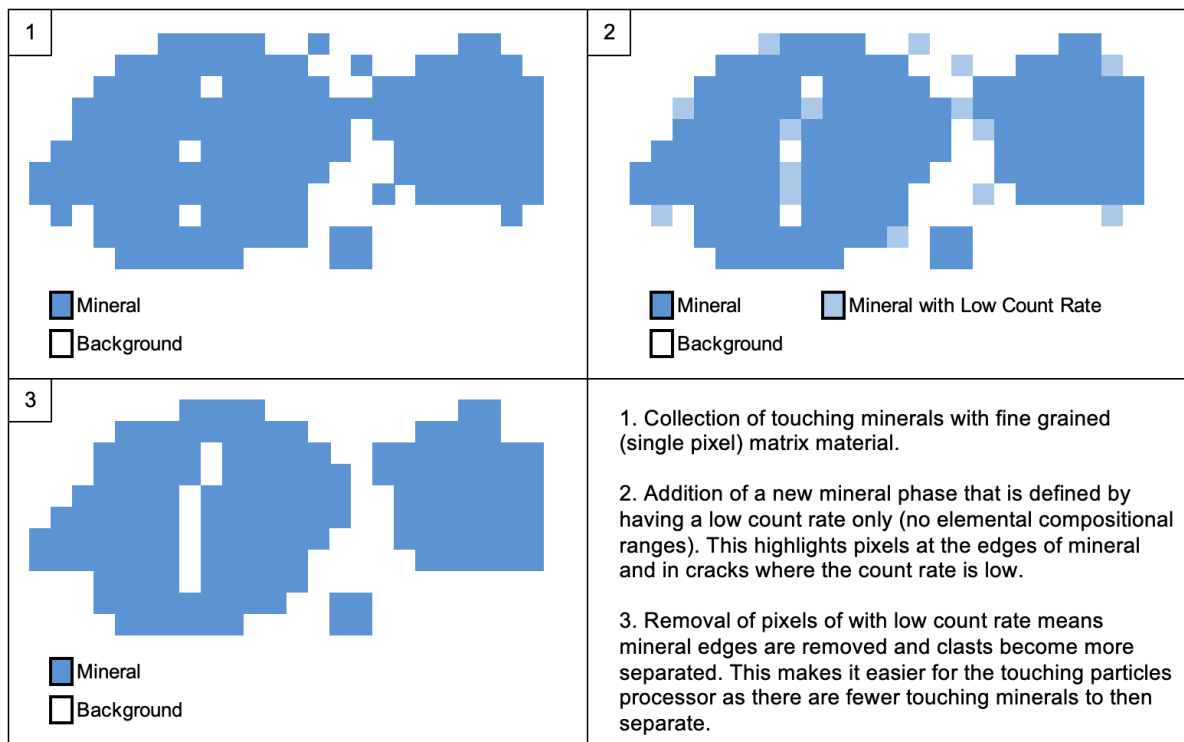 1
2
Mineral
Background
Mineral
Mineral with Low Count Rate
Background
3
Mineral
Background
1. Collection of touching minerals with fine grained
(single pixel) matrix material.
2. Addition of a new mineral phase that is defined by
having a low count rate only (no elemental compositional
ranges). This highlights pixels at the edges of mineral
and in cracks where the count rate is low.
3. Removal of pixels of with low count rate means
mineral edges are removed and clasts become more
separated. This makes it easier for the touching particles
processor as there are fewer touching minerals to then
separate.